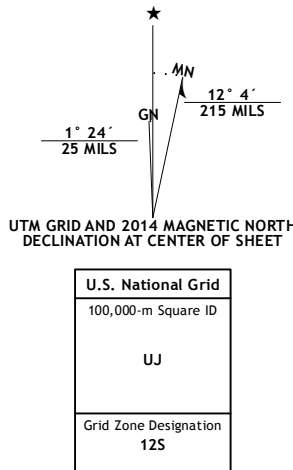 MN
GN
12° 4´
215 MILS
1° 24´
25 MILS
UTM GRID AND 2014 MAGNETIC NORTH
DECLINATION AT CENTER OF SHEET
U.S. National Grid
100,000-m Square ID
UJ
Grid Zone Designation
12S